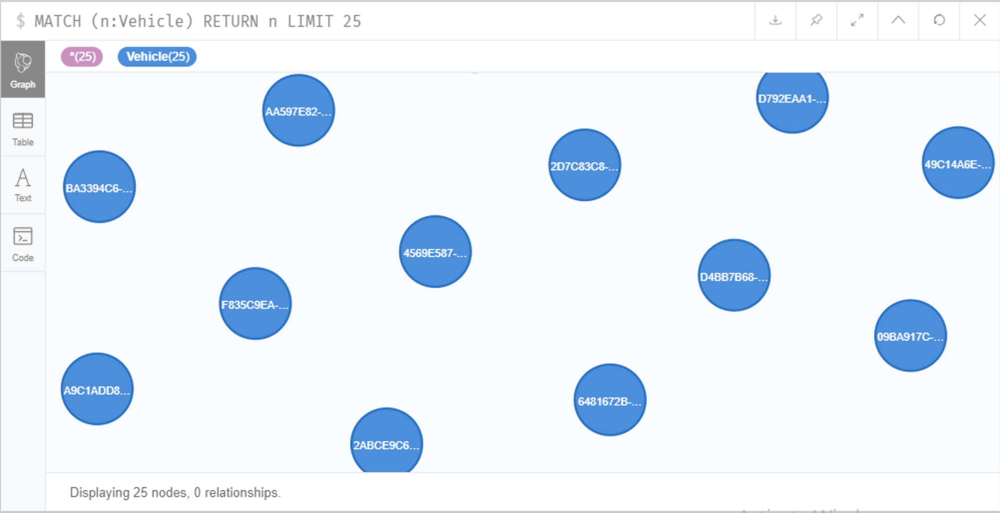 $ MATCH (n:Vehicle) RETURN n LIMIT 25
*(25) Vehicle(25)
Graph
Table
Text
Code
AA597E82-...
D792EAA1-...
2D7C83C8-...
49C14A6E-...
BA3394C6-...
4569E587-...
D4BB7B68-...
F835C9EA-...
09BA917C-...
A9C1ADD8...
6481672B-...
2ABCE9C6...
Displaying 25 nodes, 0 relationships.